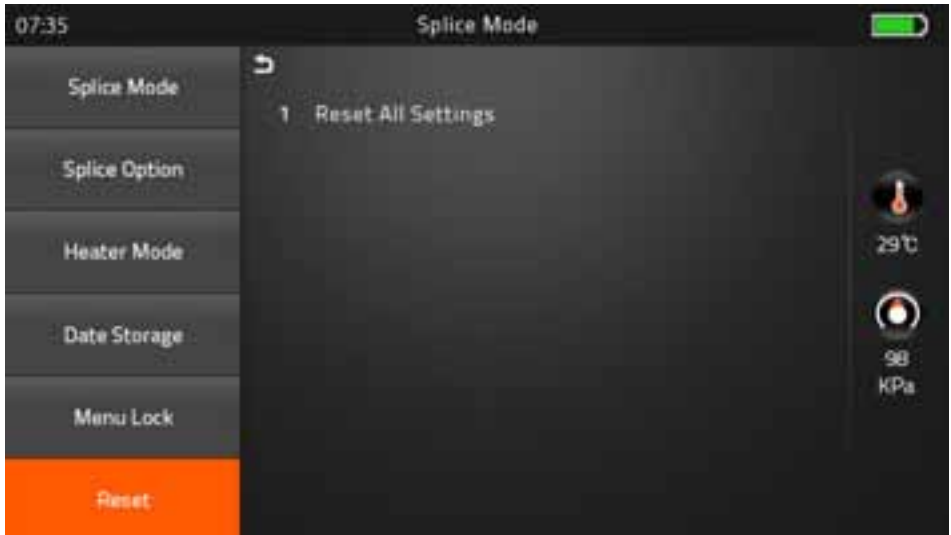 07:35
Splice Mode
Splice Mode
Splice Option
Heater Mode
Date Storage
Menu Lock
Reset
1 Reset All Settings
29℃
98
KPa